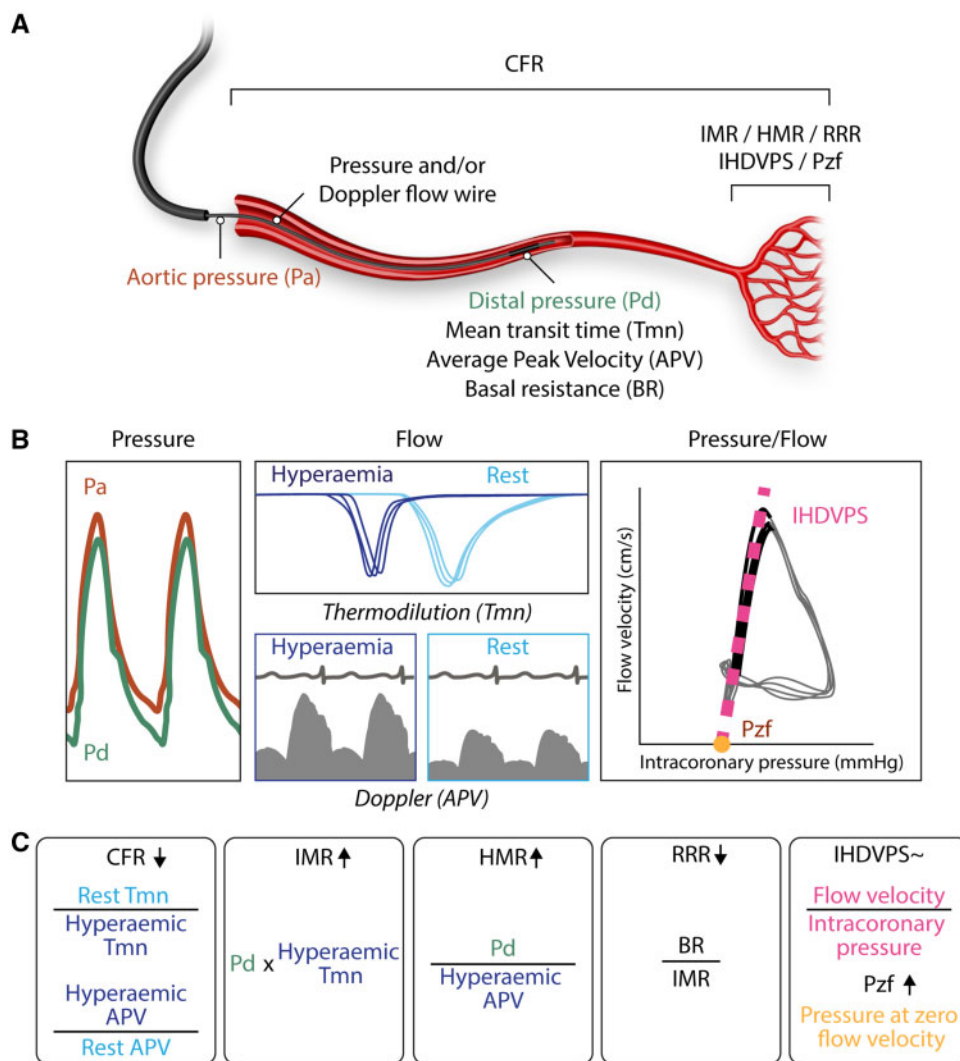 A
CFR
IMR / HMR / RRR
IHDVPS / Pzf
Pressure and/or
Doppler flow wire
Aortic pressure (Pa)
Distal pressure (Pd)
Mean transit time (Tmn)
Average Peak Velocity (APV)
Basal resistance (BR)
B
Pressure
Flow
Pressure/Flow
Pa
Pd
Hyperaemia
Rest
Thermodilution (Tmn)
Hyperaemia
Rest
Doppler (APV)
IHDVPS
Flow velocity (cm/s)
Pzf
Intracoronary pressure (mmHg)
C
CFR ↓
Rest Tmn
Hyperaemic
Tmn
Hyperaemic
APV
Rest APV
IMR ↑
Pd x Hyperaemic
Tmn
HMR ↑
Pd
Hyperaemic
APV
RRR ↓
BR
IMR
IHDVPS~
Flow velocity
Intracoronary
pressure
Pzf ↑
Pressure at zero
flow velocity